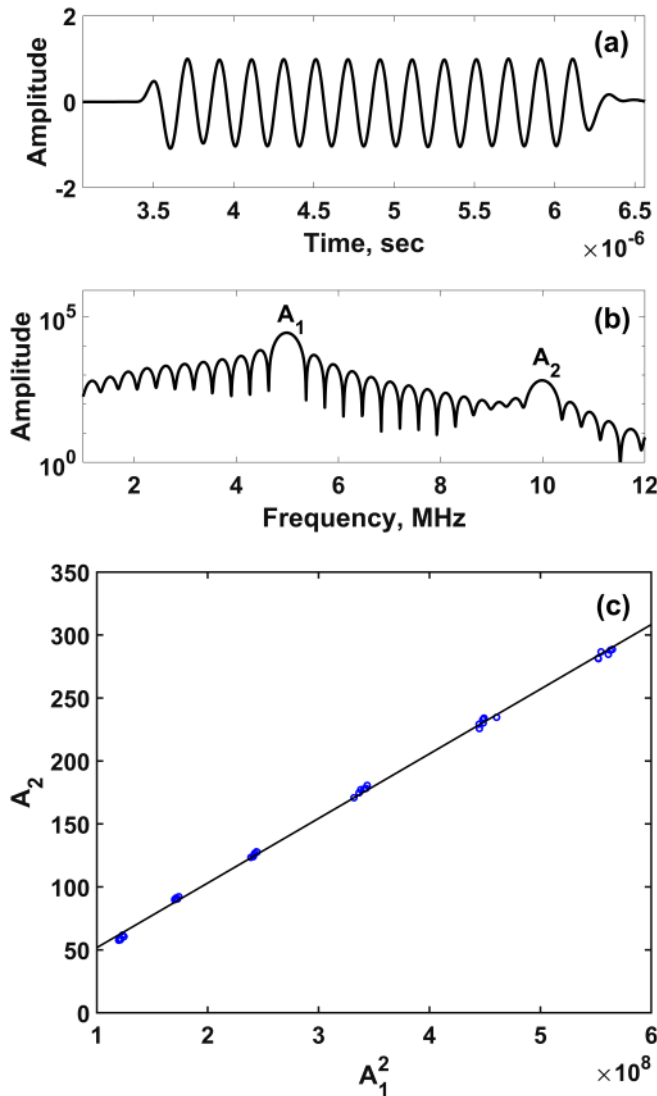 (a)
Amplitude
2
0
-2
3.5 4 4.5 5 5.5 6 6.5
Time, sec
×10⁻⁶
(b)
A₁
A₂
Amplitude
10⁵
10⁰
2 4 6 8 10 12
Frequency, MHz
(c)
A₂
350
300
250
200
150
100
50
0
1 2 3 4 5 6
A₁²
×10⁸